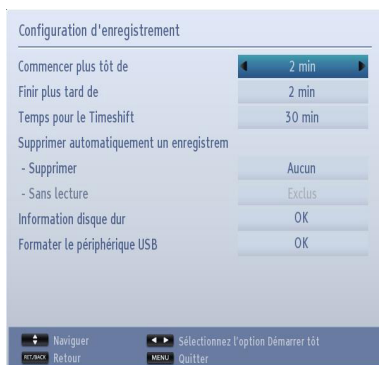 Configuration d'enregistrement
Commencer plus tôt de 2 min
Finir plus tard de 2 min
Temps pour le Timeshift 30 min
Supprimer automatiquement un enregistrem
- Supprimer Aucun
- Sans lecture Exclus
Information disque dur OK
Formater le périphérique USB OK
Naviguer Sélectionnez l'option Démarrer tôt
RET./BACK Retour MENU Quitter